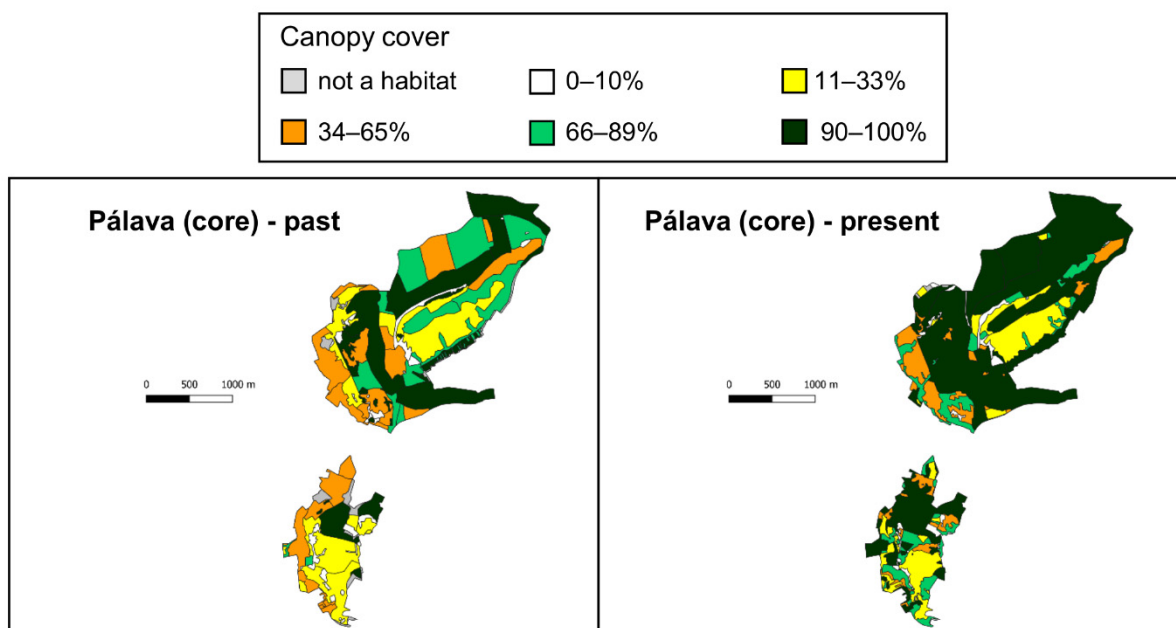 Canopy cover
not a habitat 0–10% 11–33%
34–65% 66–89% 90–100%
Pálava (core) - past
Pálava (core) - present
0 500 1000 m
0 500 1000 m